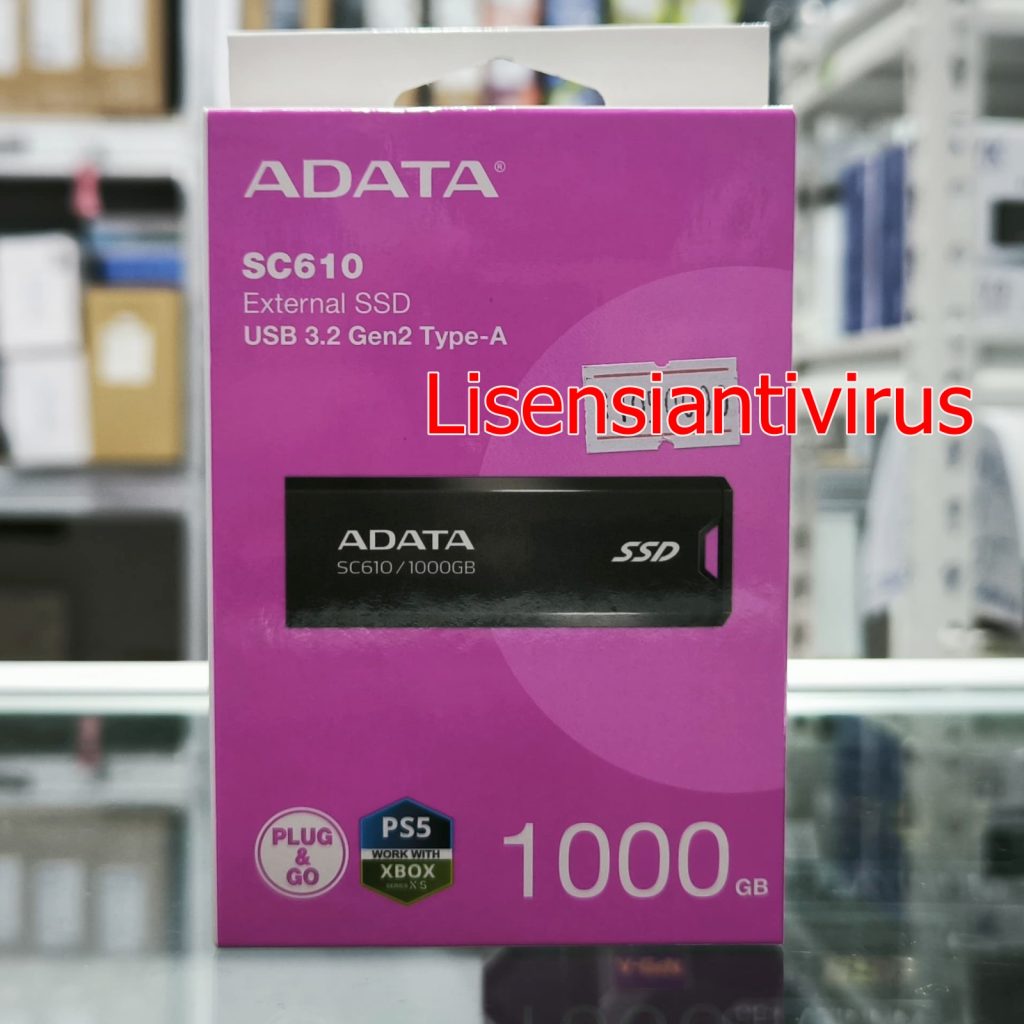 ADATA®
SC610
External SSD
USB 3.2 Gen2 Type-A
Lisensiantivirus
ADATA
SC610/1000GB
SSD
PLUG
&
GO
PS5
WORK WITH
XBOX
SERIES X|S
1000 GB